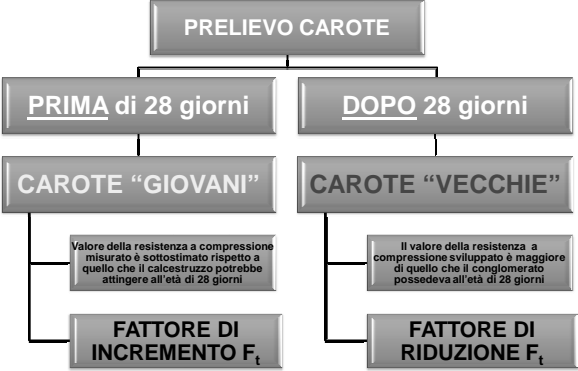 PRELIEVO CAROTE
PRIMA di 28 giorni
DOPO 28 giorni
CAROTE “GIOVANI”
CAROTE “VECCHIE”
Valore della resistenza a compressione
misurato è sottostimato rispetto a
quello che il calcestruzzo potrebbe
attingere all’età di 28 giorni
Il valore della resistenza a
compressione sviluppato è maggiore
di quello che il conglomerato
possedeva all’età di 28 giorni
FATTORE DI
INCREMENTO Ft
FATTORE DI
RIDUZIONE Ft